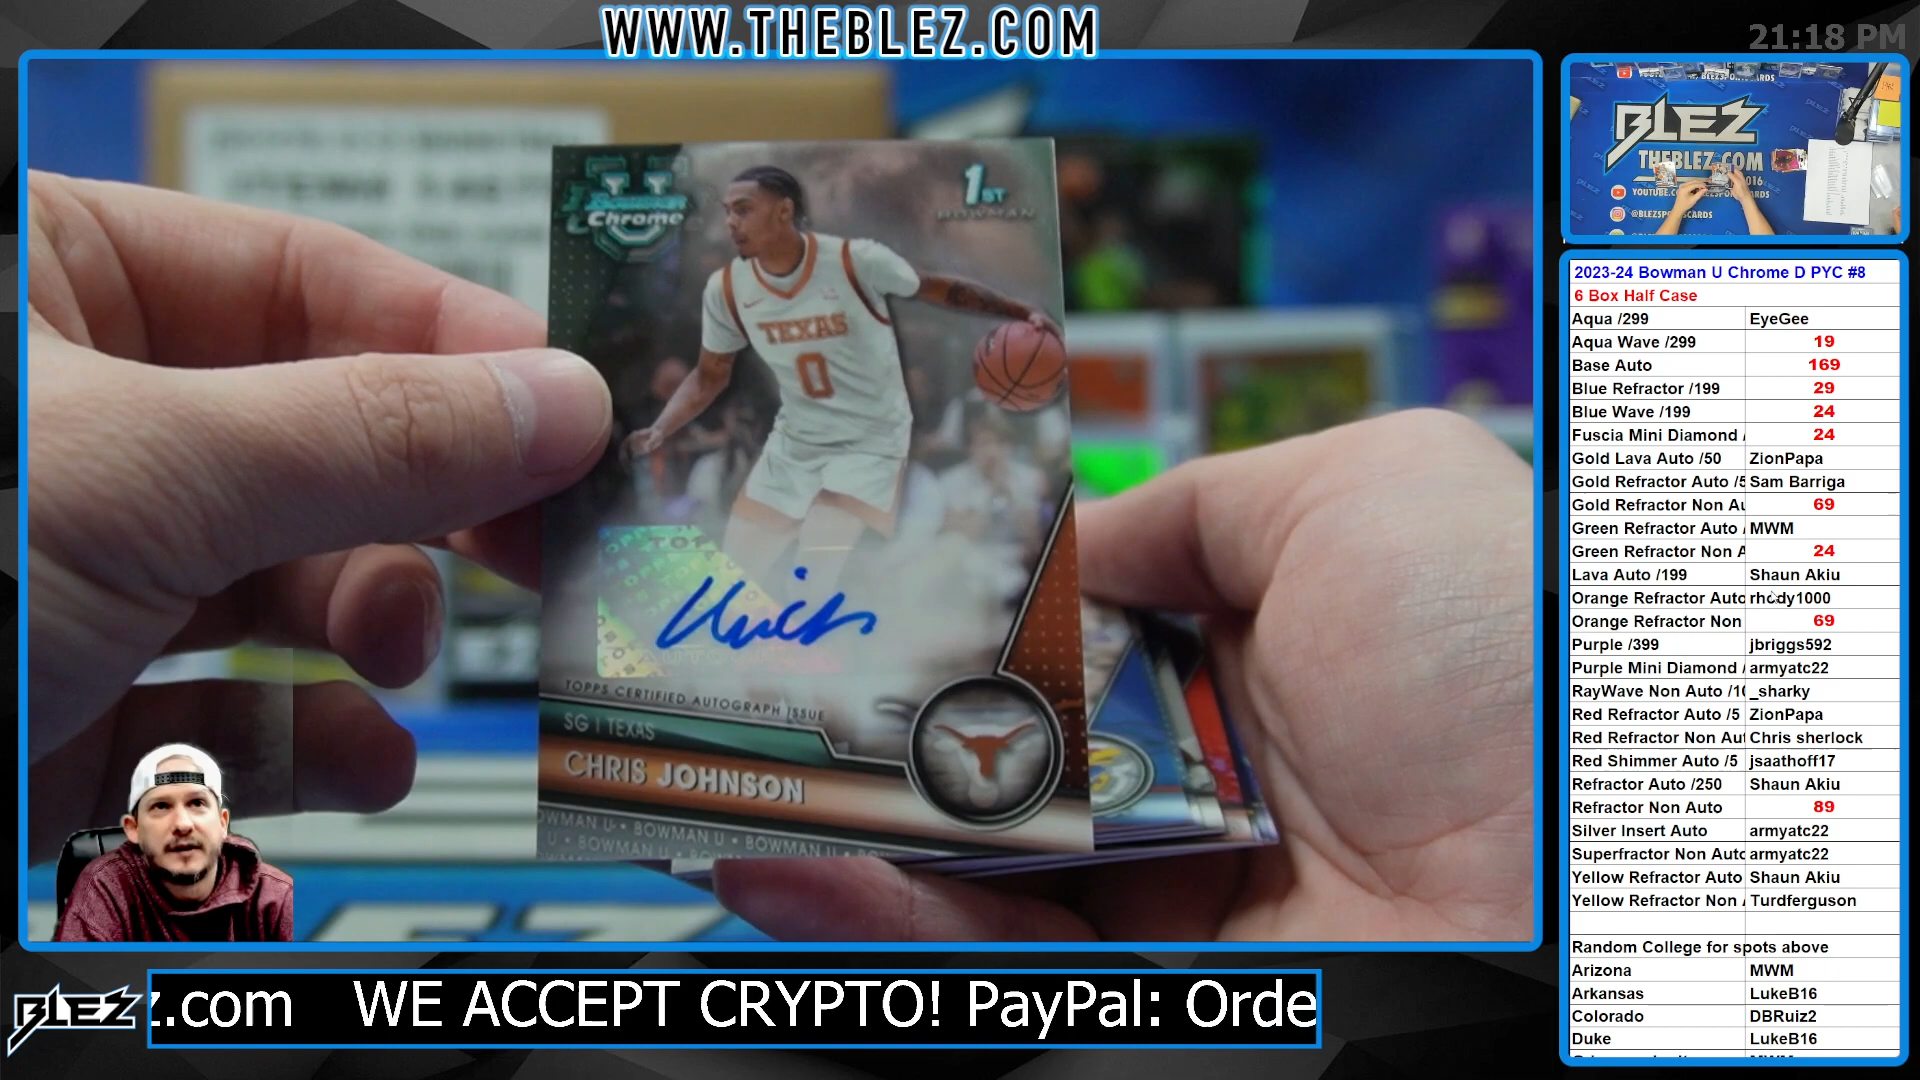 WWW.THEBLEZ.COM
21:18 PM
U
Bowman
Chrome
1ST
BOWMAN
TEXAS
0
TOPPS CERTIFIED AUTOGRAPH ISSUE
SG | TEXAS
CHRIS JOHNSON
BOWMAN U • BOWMAN U
BOWMAN U • BOWMAN U
BLEZ
THEBLEZ.COM
2023-24 Bowman U Chrome D PYC #8
6 Box Half Case
Aqua /299 EyeGee
Aqua Wave /299 19
Base Auto 169
Blue Refractor /199 29
Blue Wave /199 24
Fuscia Mini Diamond / 24
Gold Lava Auto /50 ZionPapa
Gold Refractor Auto /5 Sam Barriga
Gold Refractor Non Au 69
Green Refractor Auto / MWM
Green Refractor Non A 24
Lava Auto /199 Shaun Akiu
Orange Refractor Auto rhody1000
Orange Refractor Non 69
Purple /399 jbriggs592
Purple Mini Diamond / armyatc22
RayWave Non Auto /10 _sharky
Red Refractor Auto /5 ZionPapa
Red Refractor Non Aut Chris sherlock
Red Shimmer Auto /5 jsaathoff17
Refractor Auto /250 Shaun Akiu
Refractor Non Auto 89
Silver Insert Auto armyatc22
Superfractor Non Auto armyatc22
Yellow Refractor Auto Shaun Akiu
Yellow Refractor Non / Turdferguson
Random College for spots above
Arizona MWM
Arkansas LukeB16
Colorado DBRuiz2
Duke LukeB16
BLEZ
z.com WE ACCEPT CRYPTO! PayPal: Orde